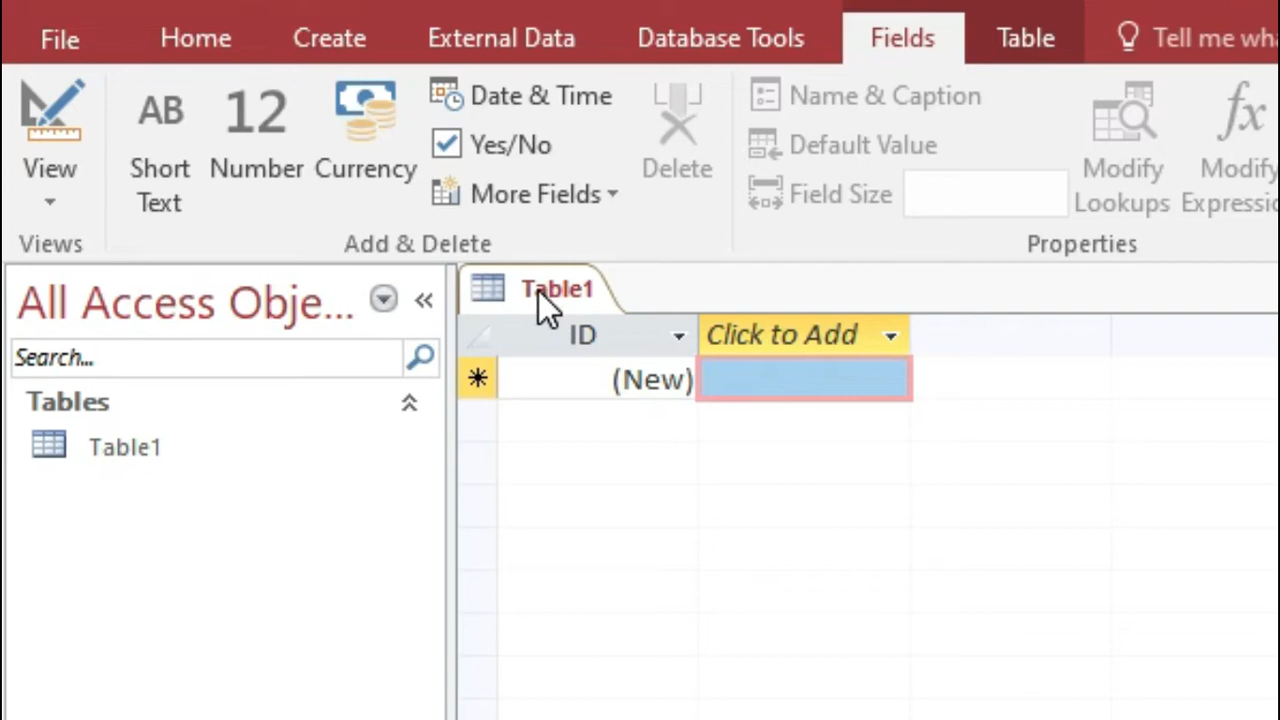 File Home Create External Data Database Tools Fields Table Tell me wha
AB 12 Date & Time Name & Caption fx
Yes/No Default Value
View Short Text Number Currency More Fields Delete Field Size Modify Lookups Modify Expressio
Views Add & Delete Properties
All Access Obje... «
Search...
Tables
Table1
Table1
ID Click to Add
(New)